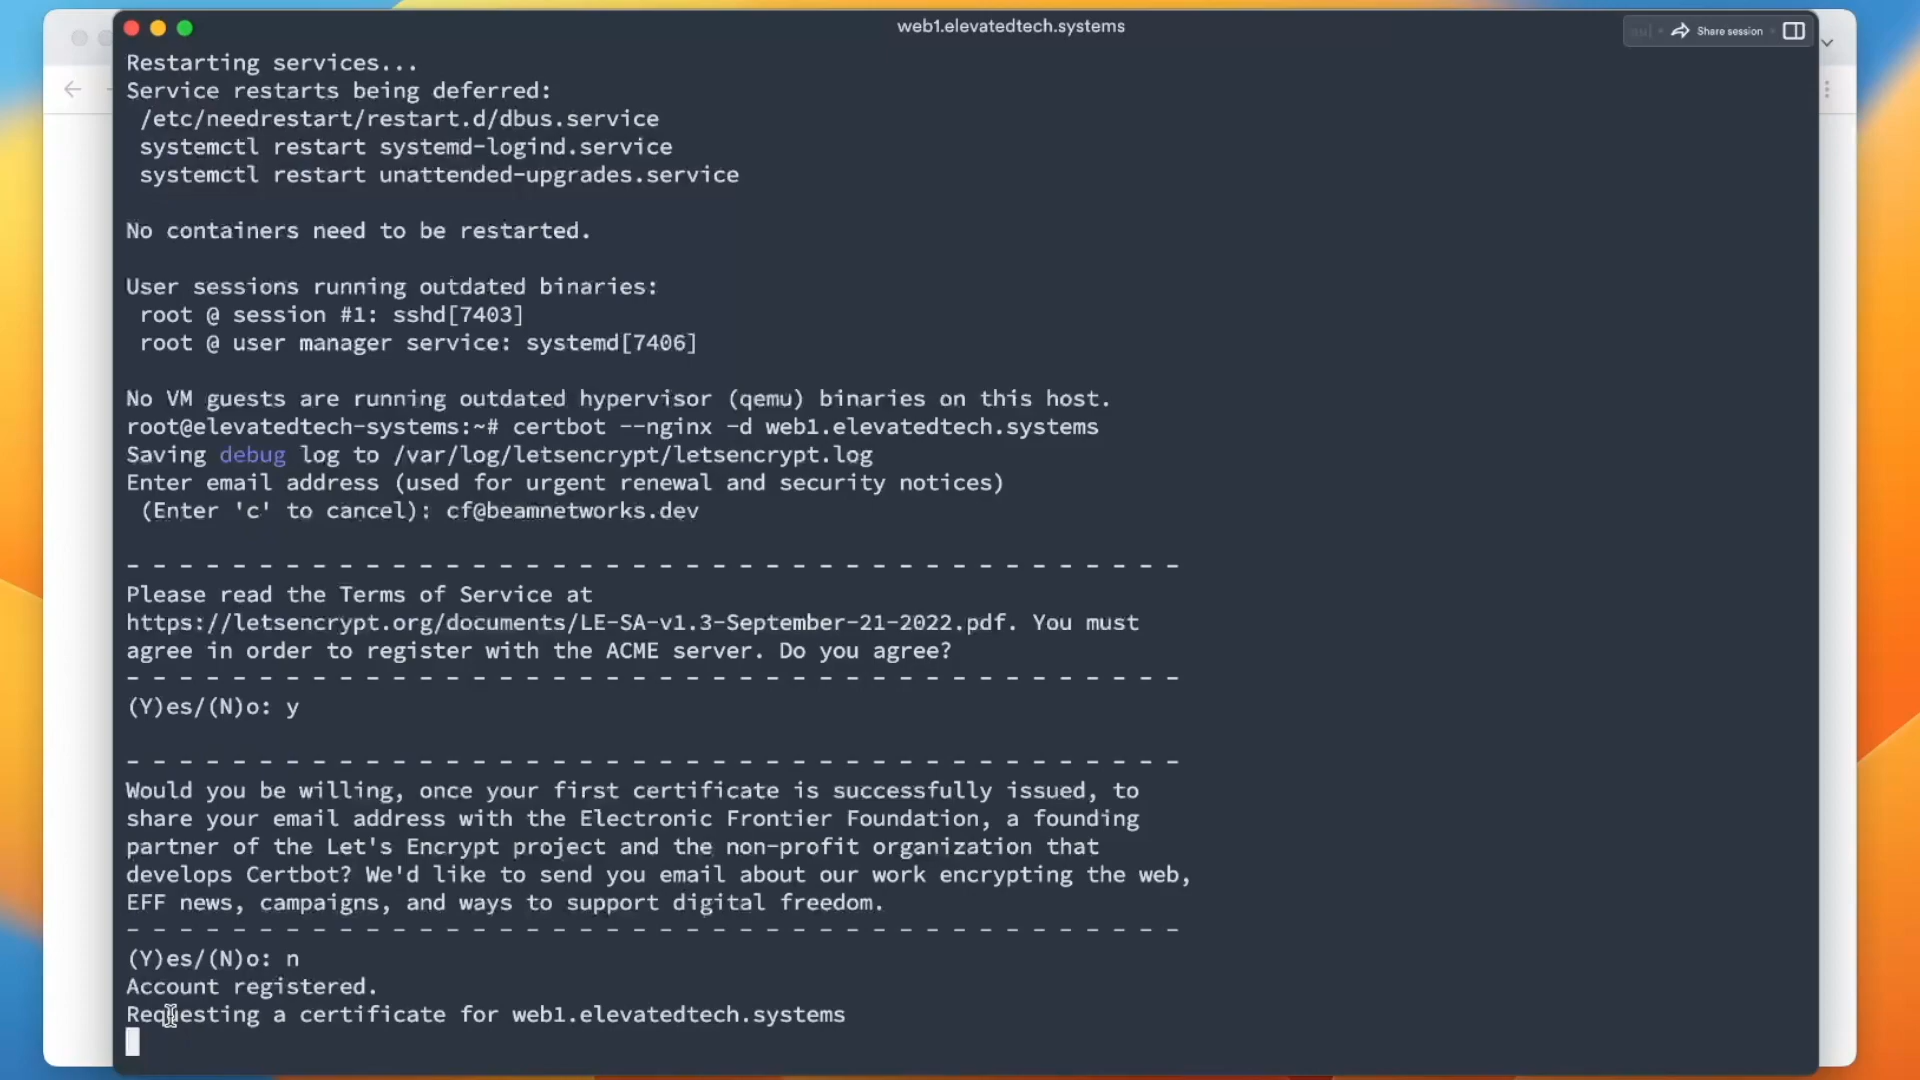 web1.elevatedtech.systems
Share session
Restarting services...
Service restarts being deferred:
/etc/needrestart/restart.d/dbus.service
systemctl restart systemd-logind.service
systemctl restart unattended-upgrades.service
No containers need to be restarted.
User sessions running outdated binaries:
root @ session #1: sshd[7403]
root @ user manager service: systemd[7406]
No VM guests are running outdated hypervisor (qemu) binaries on this host.
root@elevatedtech-systems:~# certbot --nginx -d web1.elevatedtech.systems
Saving debug log to /var/log/letsencrypt/letsencrypt.log
Enter email address (used for urgent renewal and security notices)
(Enter 'c' to cancel): cf@beamnetworks.dev
- - - - - - - - - - - - - - - - - - - - - - - - - - - - - - - - - - - - - - - -
Please read the Terms of Service at
https://letsencrypt.org/documents/LE-SA-v1.3-September-21-2022.pdf. You must
agree in order to register with the ACME server. Do you agree?
- - - - - - - - - - - - - - - - - - - - - - - - - - - - - - - - - - - - - - - -
(Y)es/(N)o: y
- - - - - - - - - - - - - - - - - - - - - - - - - - - - - - - - - - - - - - - -
Would you be willing, once your first certificate is successfully issued, to
share your email address with the Electronic Frontier Foundation, a founding
partner of the Let's Encrypt project and the non-profit organization that
develops Certbot? We'd like to send you email about our work encrypting the web,
EFF news, campaigns, and ways to support digital freedom.
- - - - - - - - - - - - - - - - - - - - - - - - - - - - - - - - - - - - - - - -
(Y)es/(N)o: n
Account registered.
Requesting a certificate for web1.elevatedtech.systems